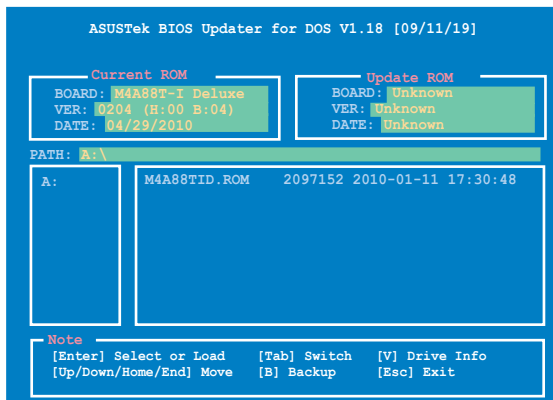 ASUSTek BIOS Updater for DOS V1.18 [09/11/19]
Current ROM
BOARD: M4A88T-I Deluxe
VER: 0204 (H:00 B:04)
DATE: 04/29/2010
Update ROM
BOARD: Unknown
VER: Unknown
DATE: Unknown
PATH: A:\
A:
M4A88TID.ROM 2097152 2010-01-11 17:30:48
Note
[Enter] Select or Load [Tab] Switch [V] Drive Info
[Up/Down/Home/End] Move [B] Backup [Esc] Exit